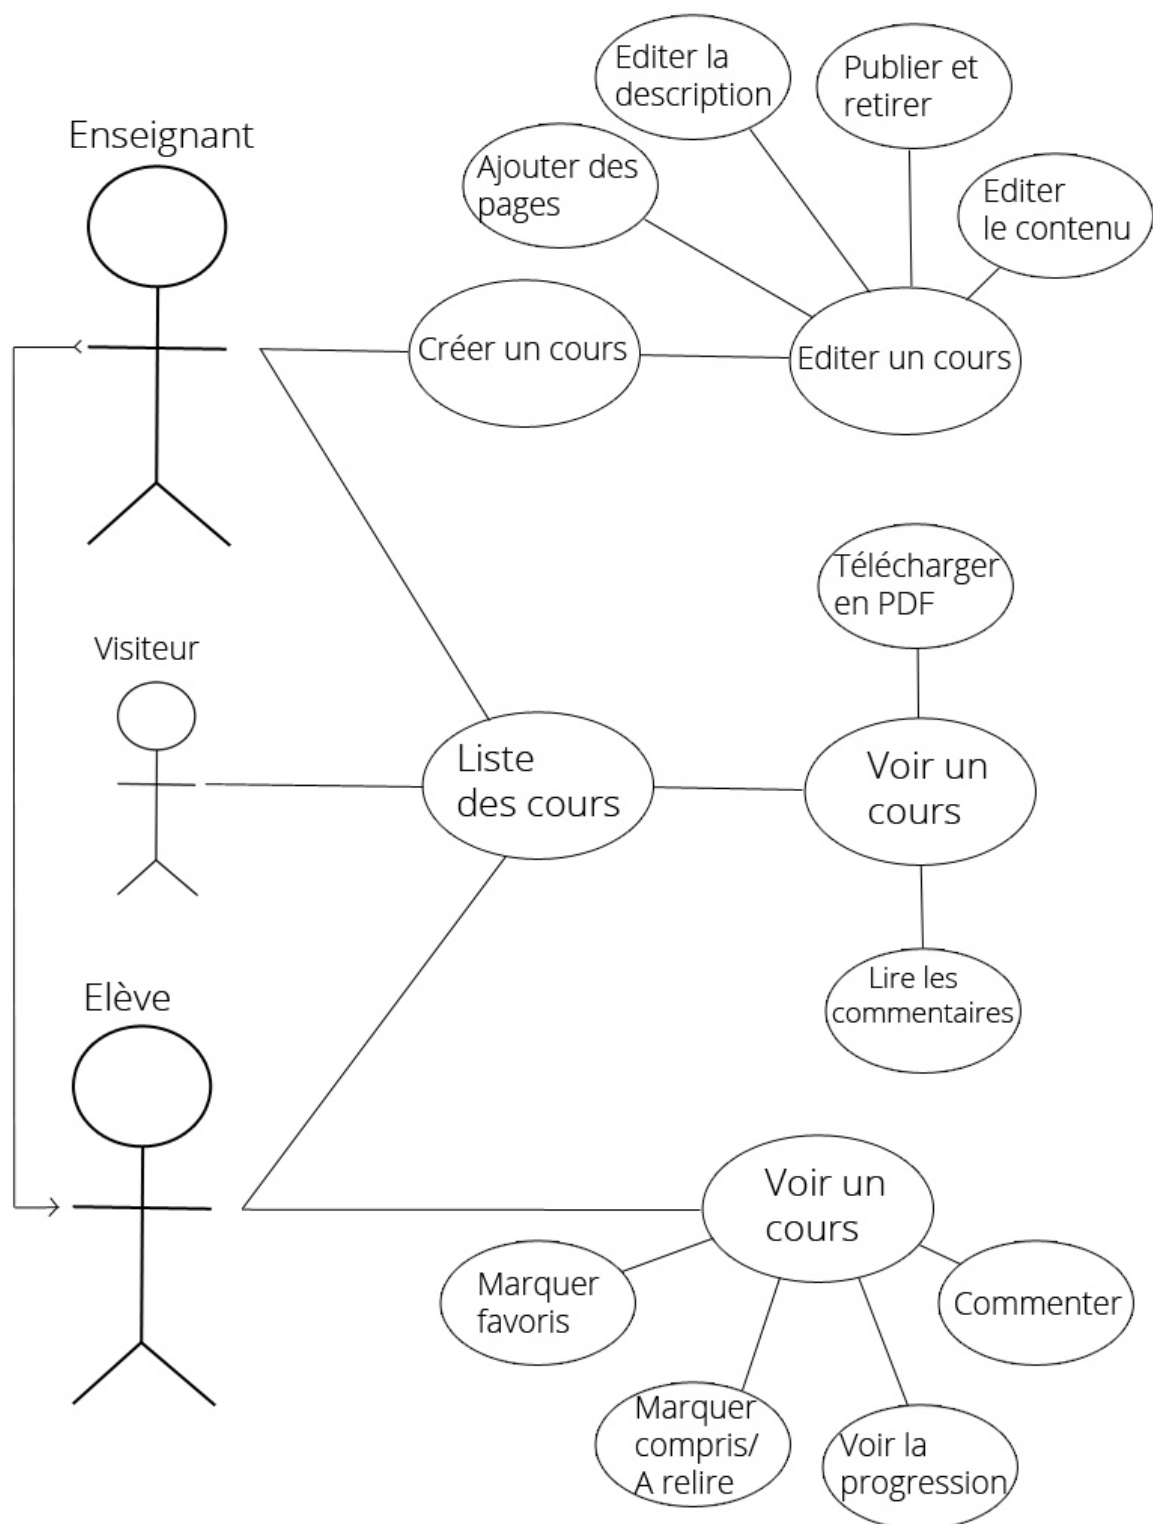 Editer la
description
Publier et
retirer
Enseignant
Ajouter des
pages
Editer
le contenu
Créer un cours
Editer un cours
Télécharger
en PDF
Visiteur
Liste
des cours
Voir un
cours
Lire les
commentaires
Elève
Voir un
cours
Marquer
favoris
Commenter
Marquer
compris/
A relire
Voir la
progression